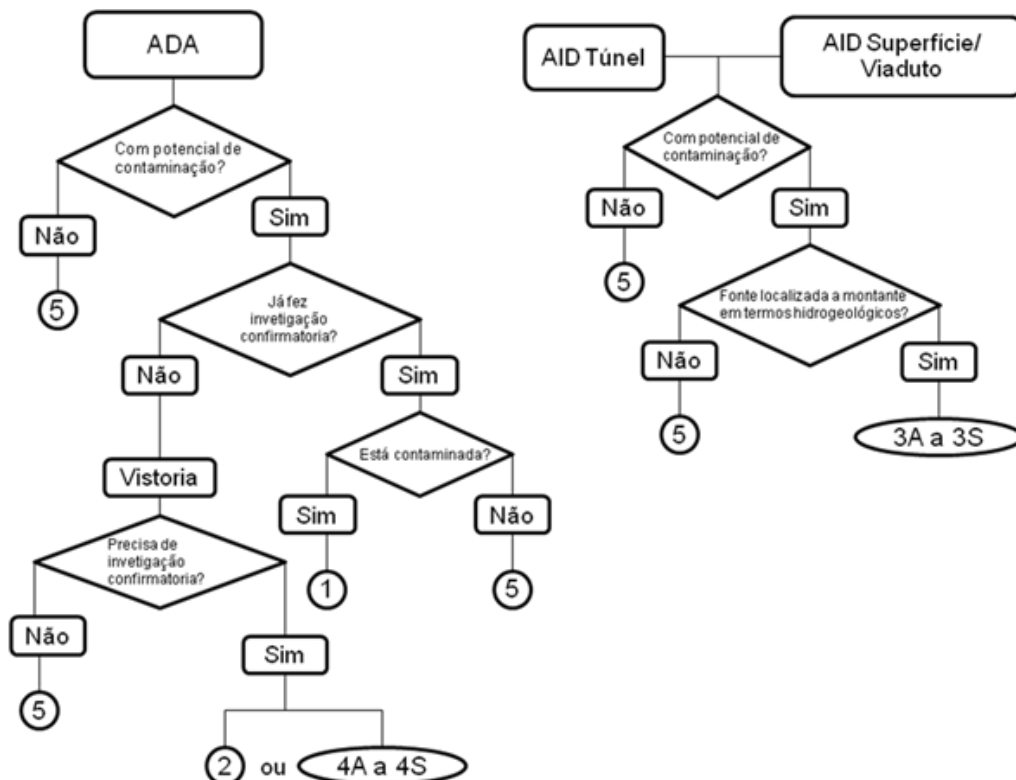 ADA
Com potencial de
contaminação?
Não
Sim
5
Já fez
invetigação
confirmatoria?
Não
Sim
Vistoria
Está contaminada?
Sim
Não
1
5
Precisa de
invetigação
confirmatoria?
Não
Sim
5
2 ou 4A a 4S
AID Túnel
AID Superfície/
Viaduto
Com potencial de
contaminação?
Não
Sim
5
Fonte localizada a montante
em termos hidrogeológicos?
Não
Sim
5
3A a 3S